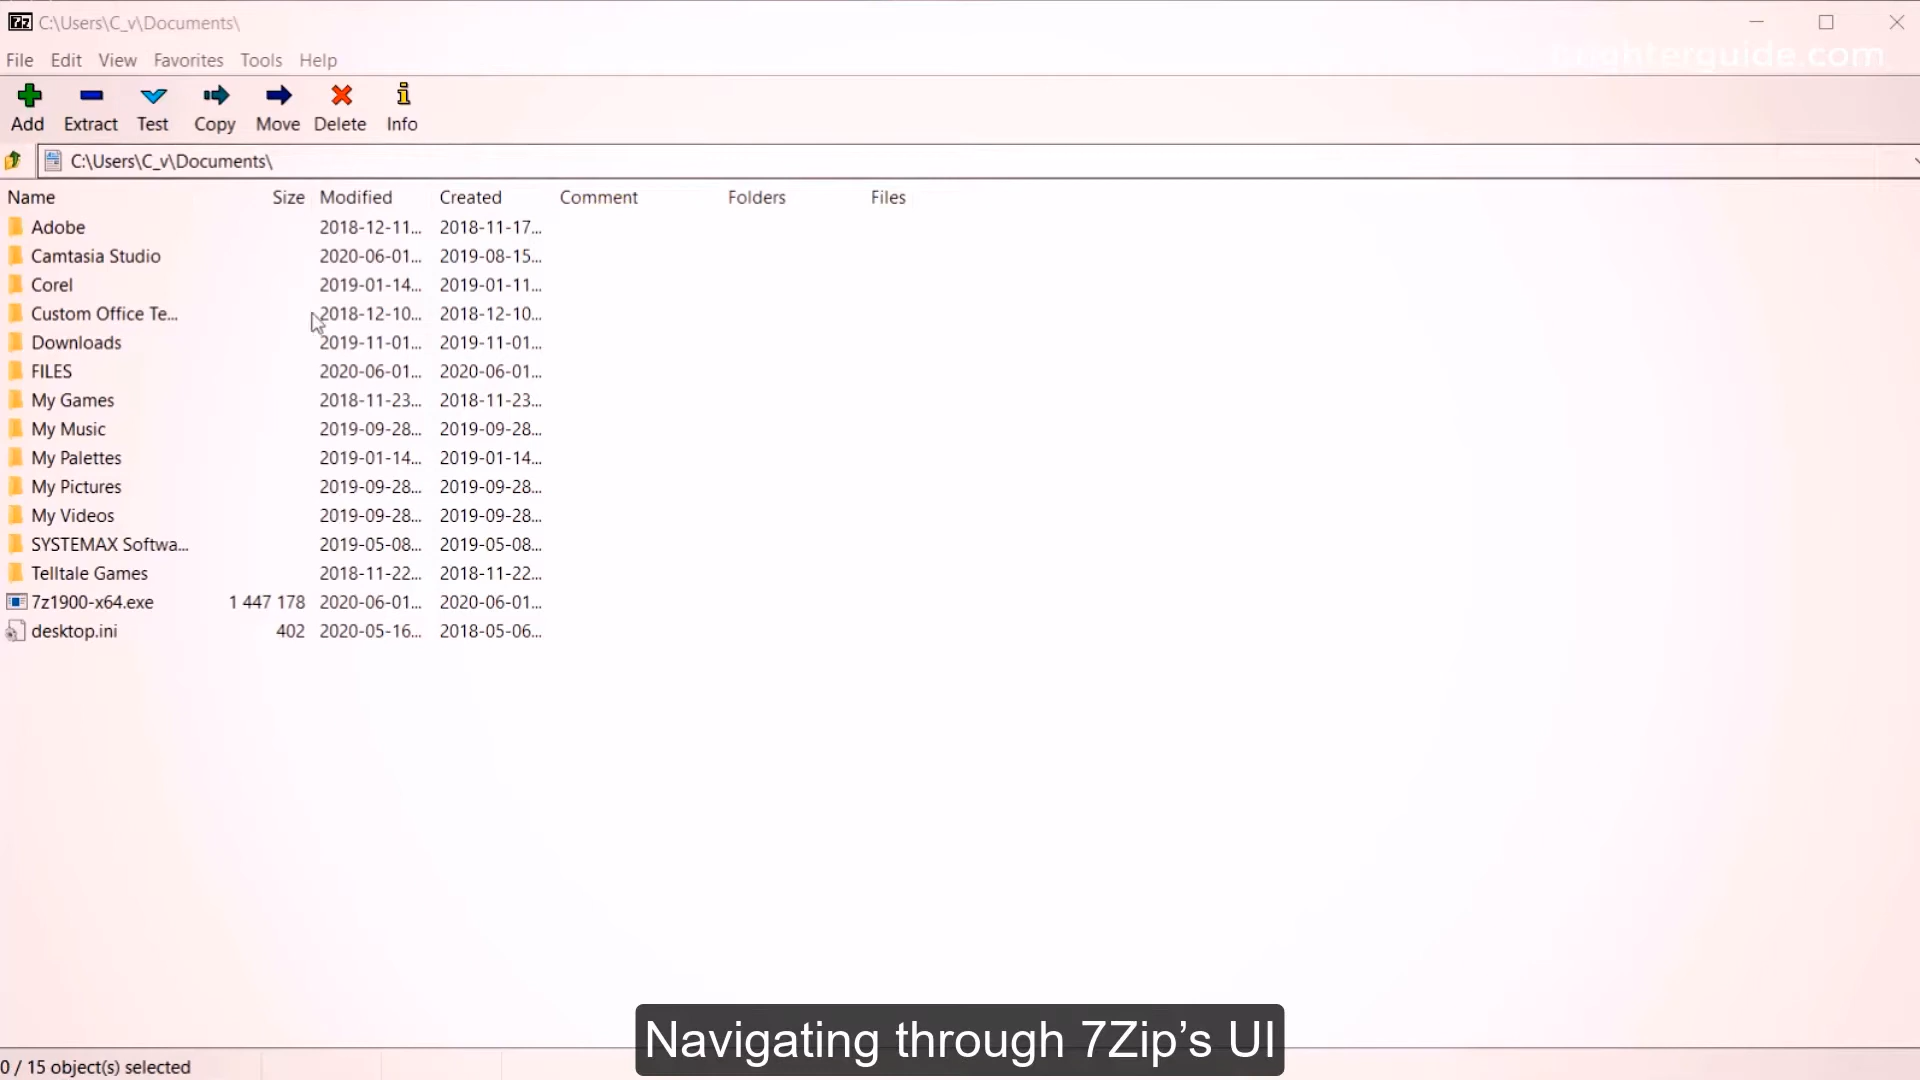 7z C:\Users\C_v\Documents\
File Edit View Favorites Tools Help
Add Extract Test Copy Move Delete Info
C:\Users\C_v\Documents\
Name Size Modified Created Comment Folders Files
Adobe 2018-12-11... 2018-11-17...
Camtasia Studio 2020-06-01... 2019-08-15...
Corel 2019-01-14... 2019-01-11...
Custom Office Te... 2018-12-10... 2018-12-10...
Downloads 2019-11-01... 2019-11-01...
FILES 2020-06-01... 2020-06-01...
My Games 2018-11-23... 2018-11-23...
My Music 2019-09-28... 2019-09-28...
My Palettes 2019-01-14... 2019-01-14...
My Pictures 2019-09-28... 2019-09-28...
My Videos 2019-09-28... 2019-09-28...
SYSTEMAX Softwa... 2019-05-08... 2019-05-08...
Telltale Games 2018-11-22... 2018-11-22...
7z1900-x64.exe 1 447 178 2020-06-01... 2020-06-01...
desktop.ini 402 2020-05-16... 2018-05-06...
Navigating through 7Zip’s UI
0 / 15 object(s) selected